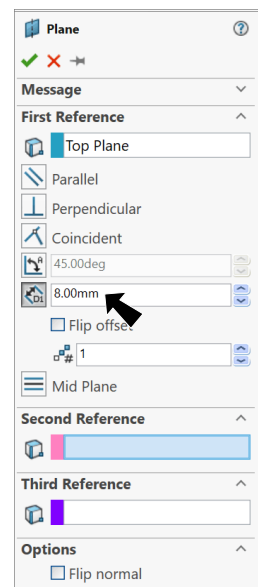 Plane
Message
First Reference
Top Plane
Parallel
Perpendicular
Coincident
45.00deg
8.00mm
Flip offset
# 1
Mid Plane
Second Reference
Third Reference
Options
Flip normal